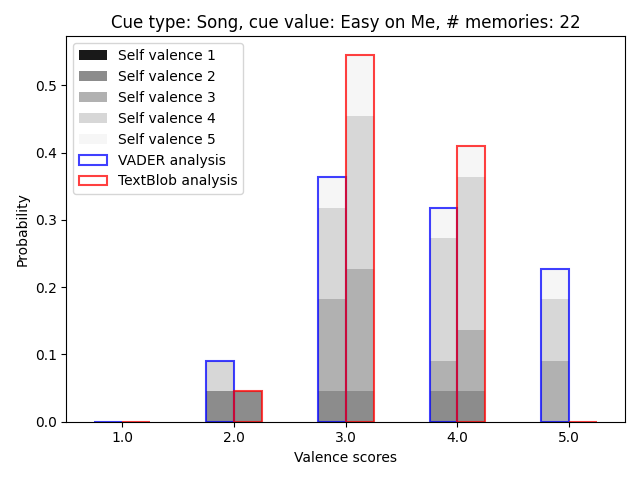 Cue type: Song, cue value: Easy on Me, # memories: 22
Self valence 1
Self valence 2
Self valence 3
Self valence 4
Self valence 5
VADER analysis
TextBlob analysis
Probability
0.5
0.4
0.3
0.2
0.1
0.0
1.0 2.0 3.0 4.0 5.0
Valence scores